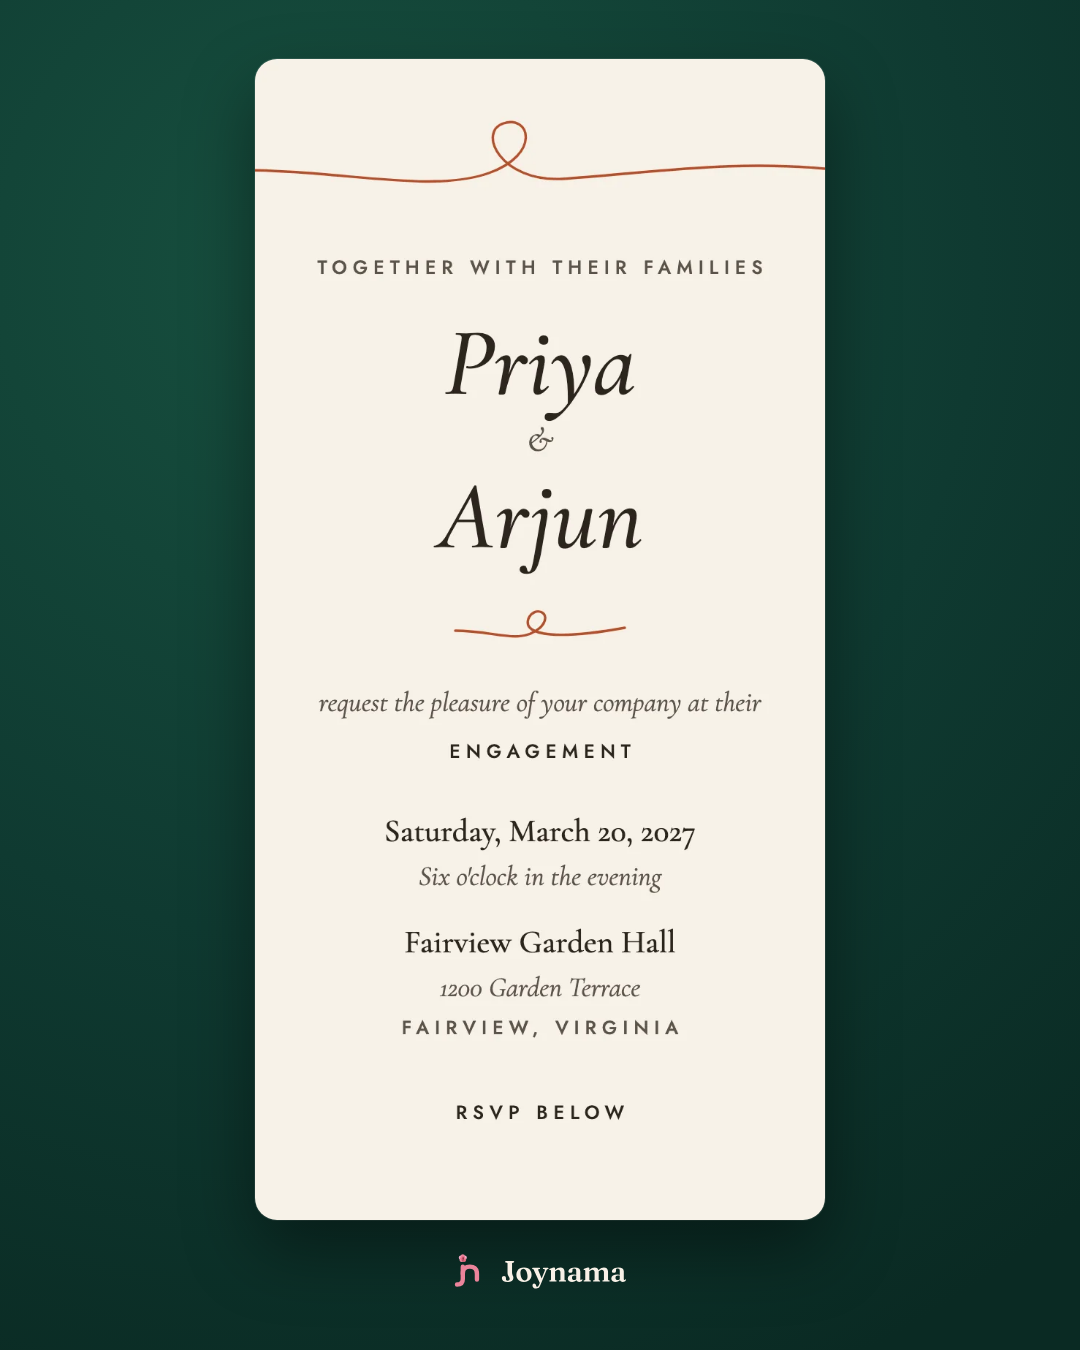 TOGETHER WITH THEIR FAMILIES
Priya
&
Arjun
request the pleasure of your company at their
ENGAGEMENT
Saturday, March 20, 2027
Six o'clock in the evening
Fairview Garden Hall
1200 Garden Terrace
FAIRVIEW, VIRGINIA
RSVP BELOW
Joynama